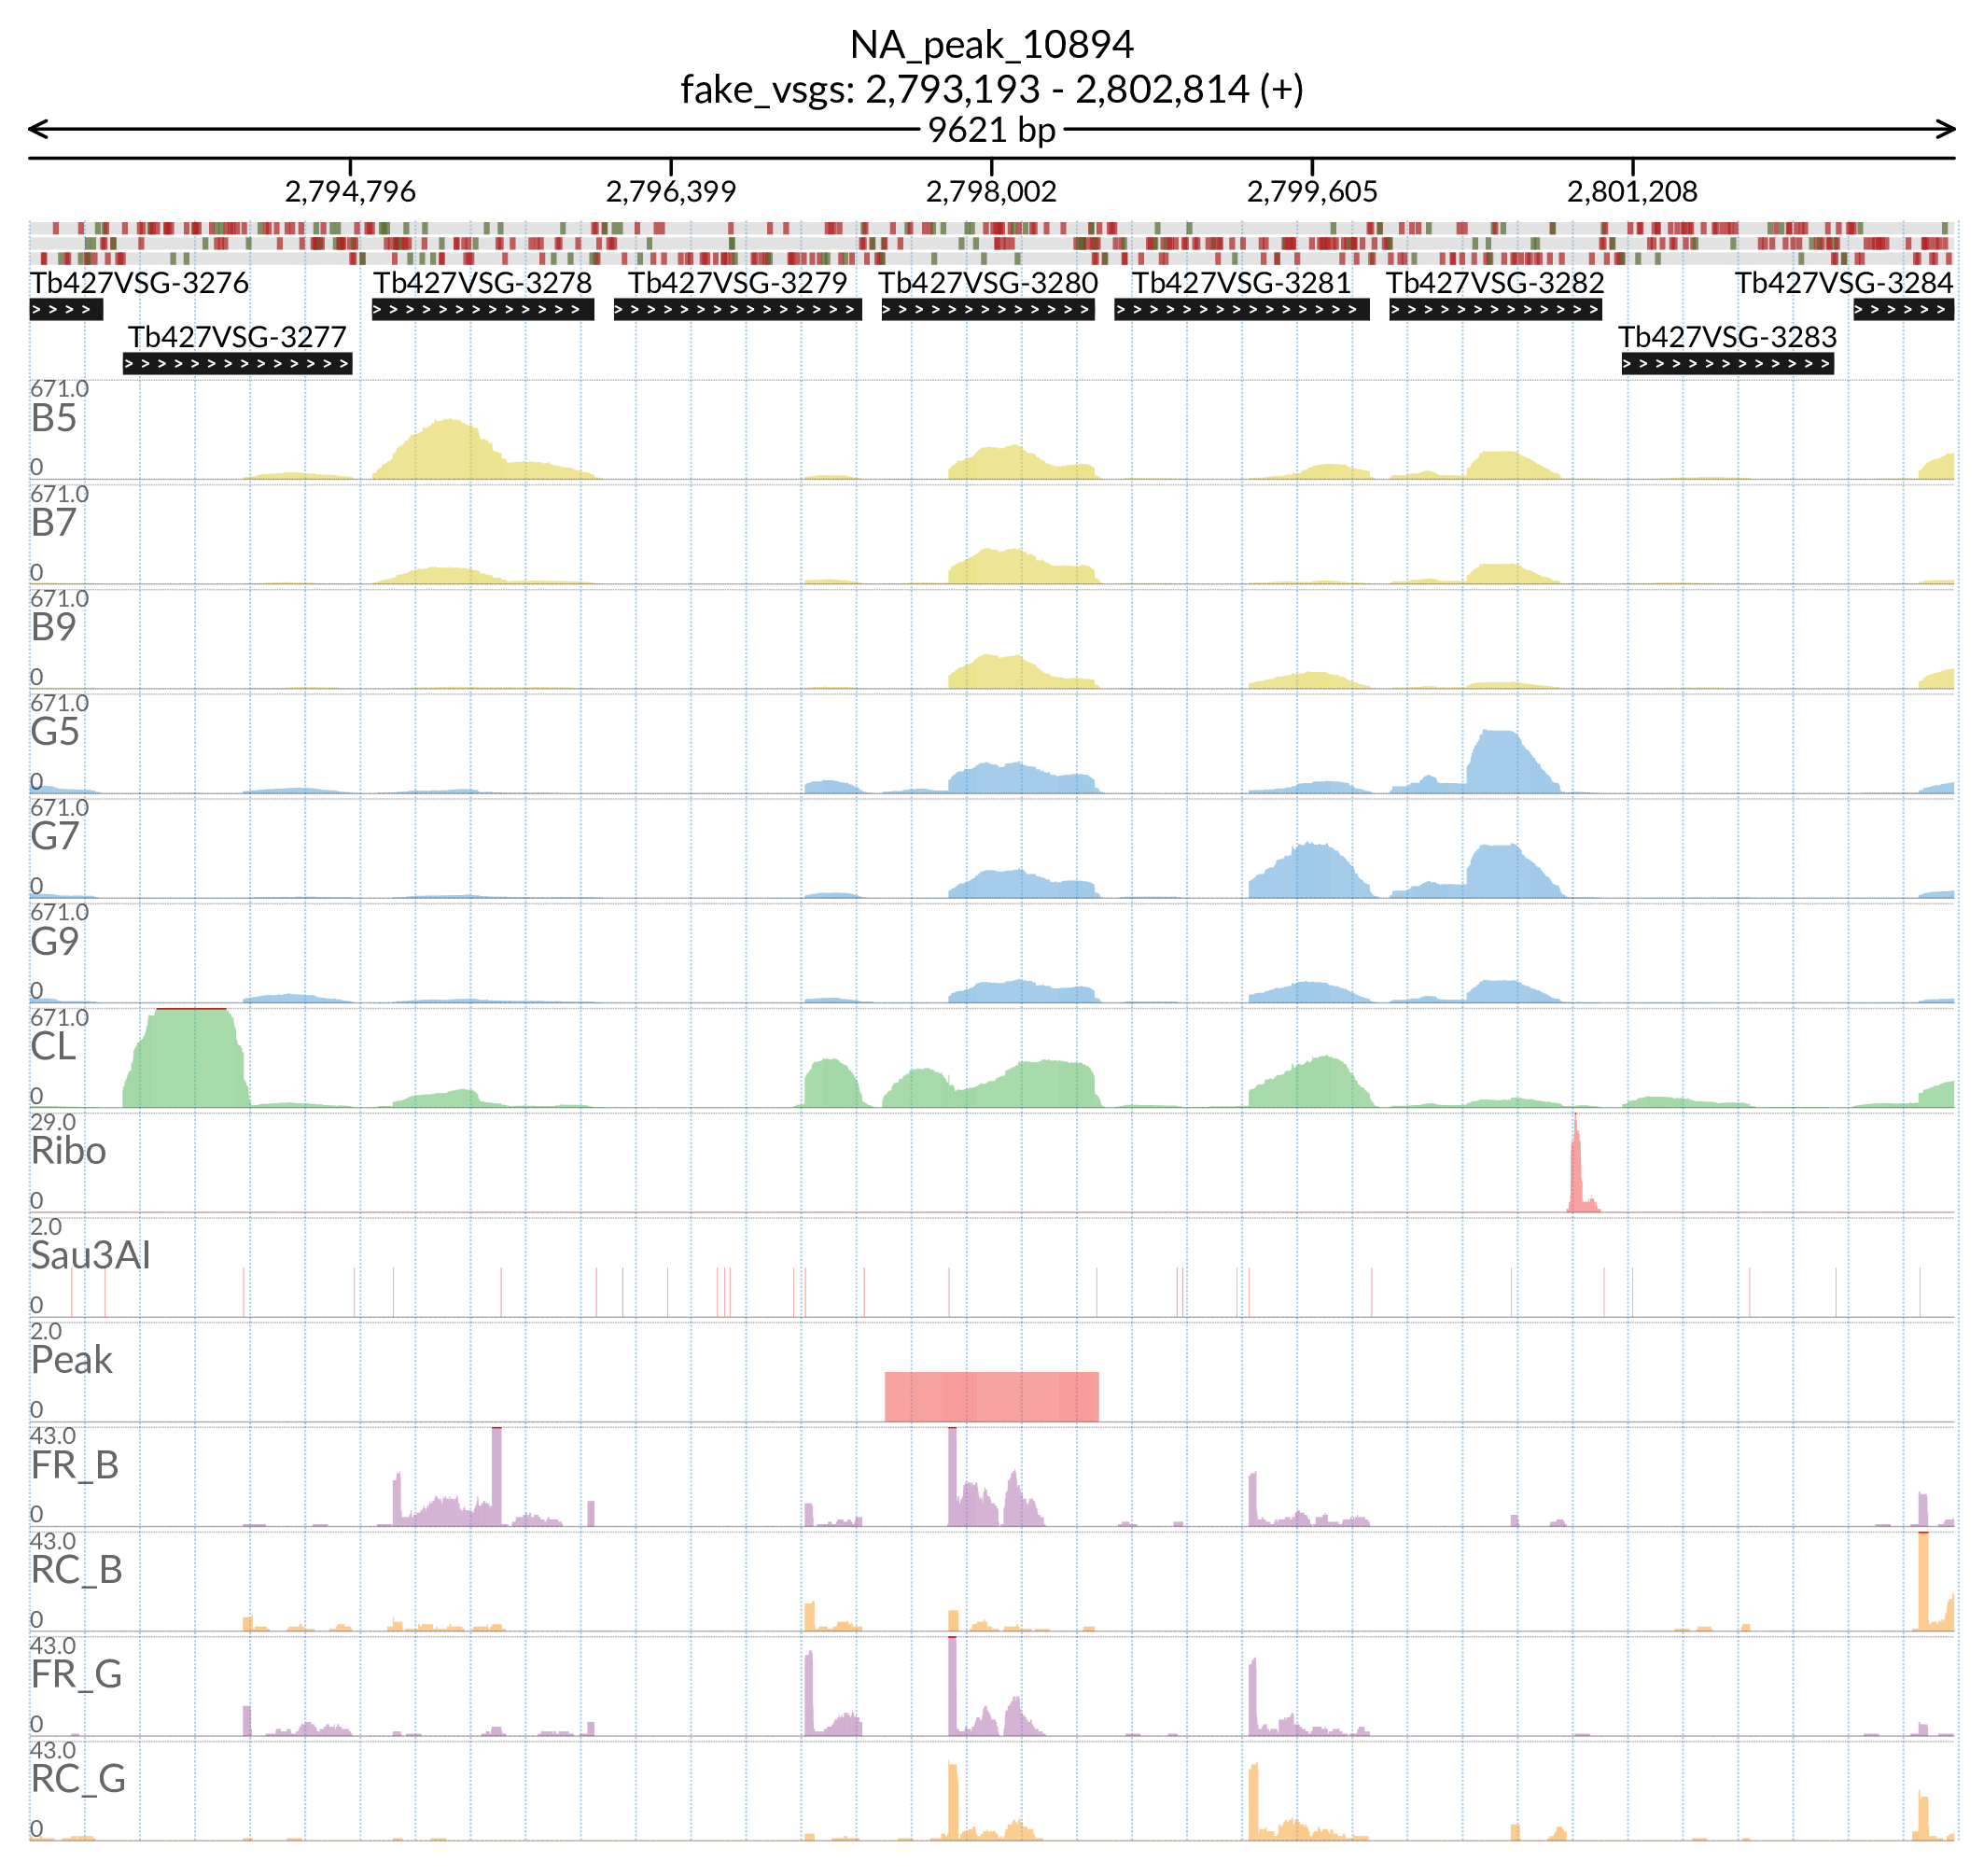 NA_peak_10894
fake_vsgs: 2,793,193 - 2,802,814 (+)
9621 bp
2,794,796 2,796,399 2,798,002 2,799,605 2,801,208
Tb427VSG-3276 Tb427VSG-3278 Tb427VSG-3279 Tb427VSG-3280 Tb427VSG-3281 Tb427VSG-3282 Tb427VSG-3284
Tb427VSG-3277 Tb427VSG-3283
671.0
B5
0
671.0
B7
0
671.0
B9
0
671.0
G5
0
671.0
G7
0
671.0
G9
0
671.0
CL
0
29.0
Ribo
0
2.0
Sau3AI
0
2.0
Peak
0
43.0
FR_B
0
43.0
RC_B
0
43.0
FR_G
0
43.0
RC_G
0